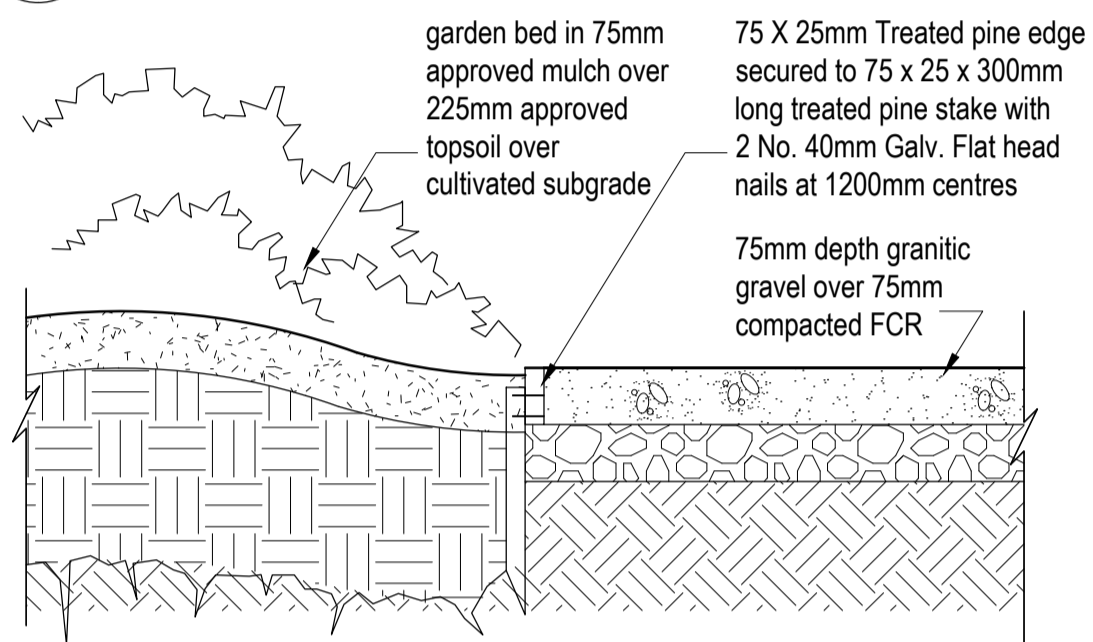 garden bed in 75mm
approved mulch over
225mm approved
topsoil over
cultivated subgrade
75 X 25mm Treated pine edge
secured to 75 x 25 x 300mm
long treated pine stake with
2 No. 40mm Galv. Flat head
nails at 1200mm centres
75mm depth granitic
gravel over 75mm
compacted FCR